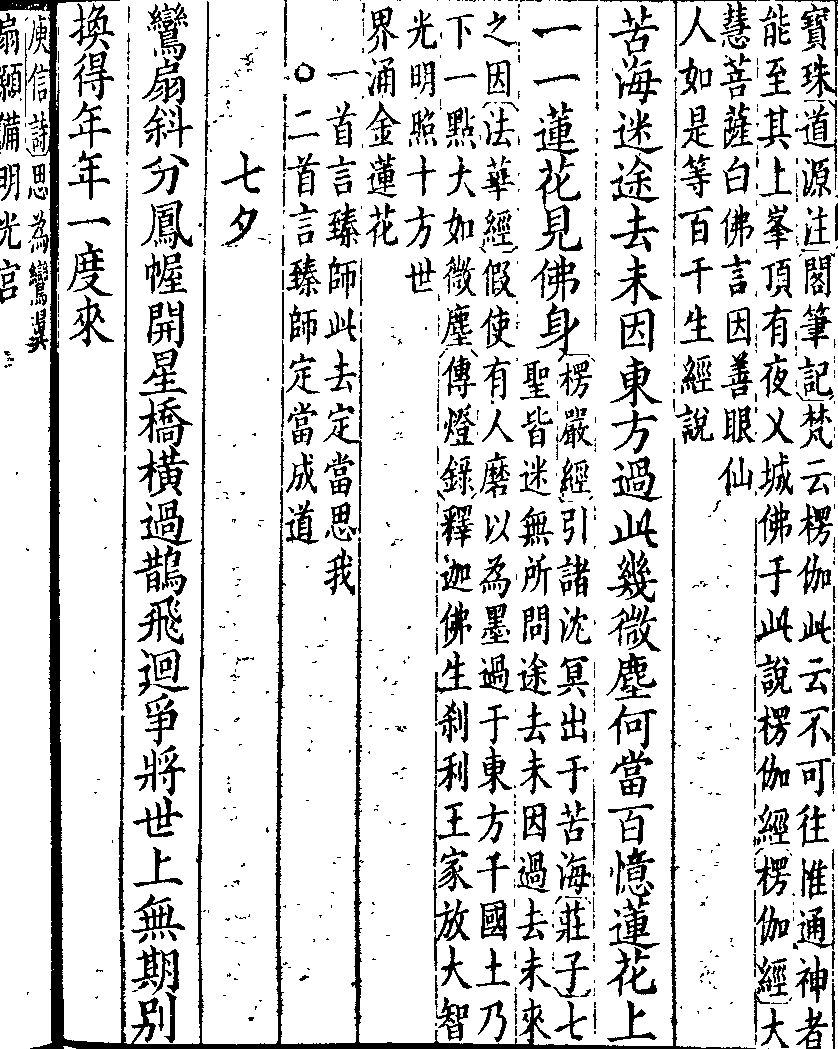 寶珠道源注閣筆記梵云楞伽此云不可往惟通神者
能至其上峯頂有夜乂城佛于此說楞伽經楞伽經大
慧菩薩白佛言因善眼仙
人如是等百千生經說
苦海迷途去未因東方過此幾微塵何當百憶蓮花上
一一蓮花見佛身
楞嚴經引諸沈冥出于苦海莊子七
聖皆迷無所問途去未因過去未來
之因法華經假使有人磨以為墨過于東方千國土乃
下一點大如微塵傳燈錄釋迦佛生剎利王家放大智
光明照十方世
界涌金蓮花
一首言臻師此去定當思我
○二首言臻師定當成道
七夕
鸞扇斜分鳳幄開星橋橫過鵲飛迴爭將世上無期別
換得年年一度來
庾信詩思為鸞翼
扇願備明光宮